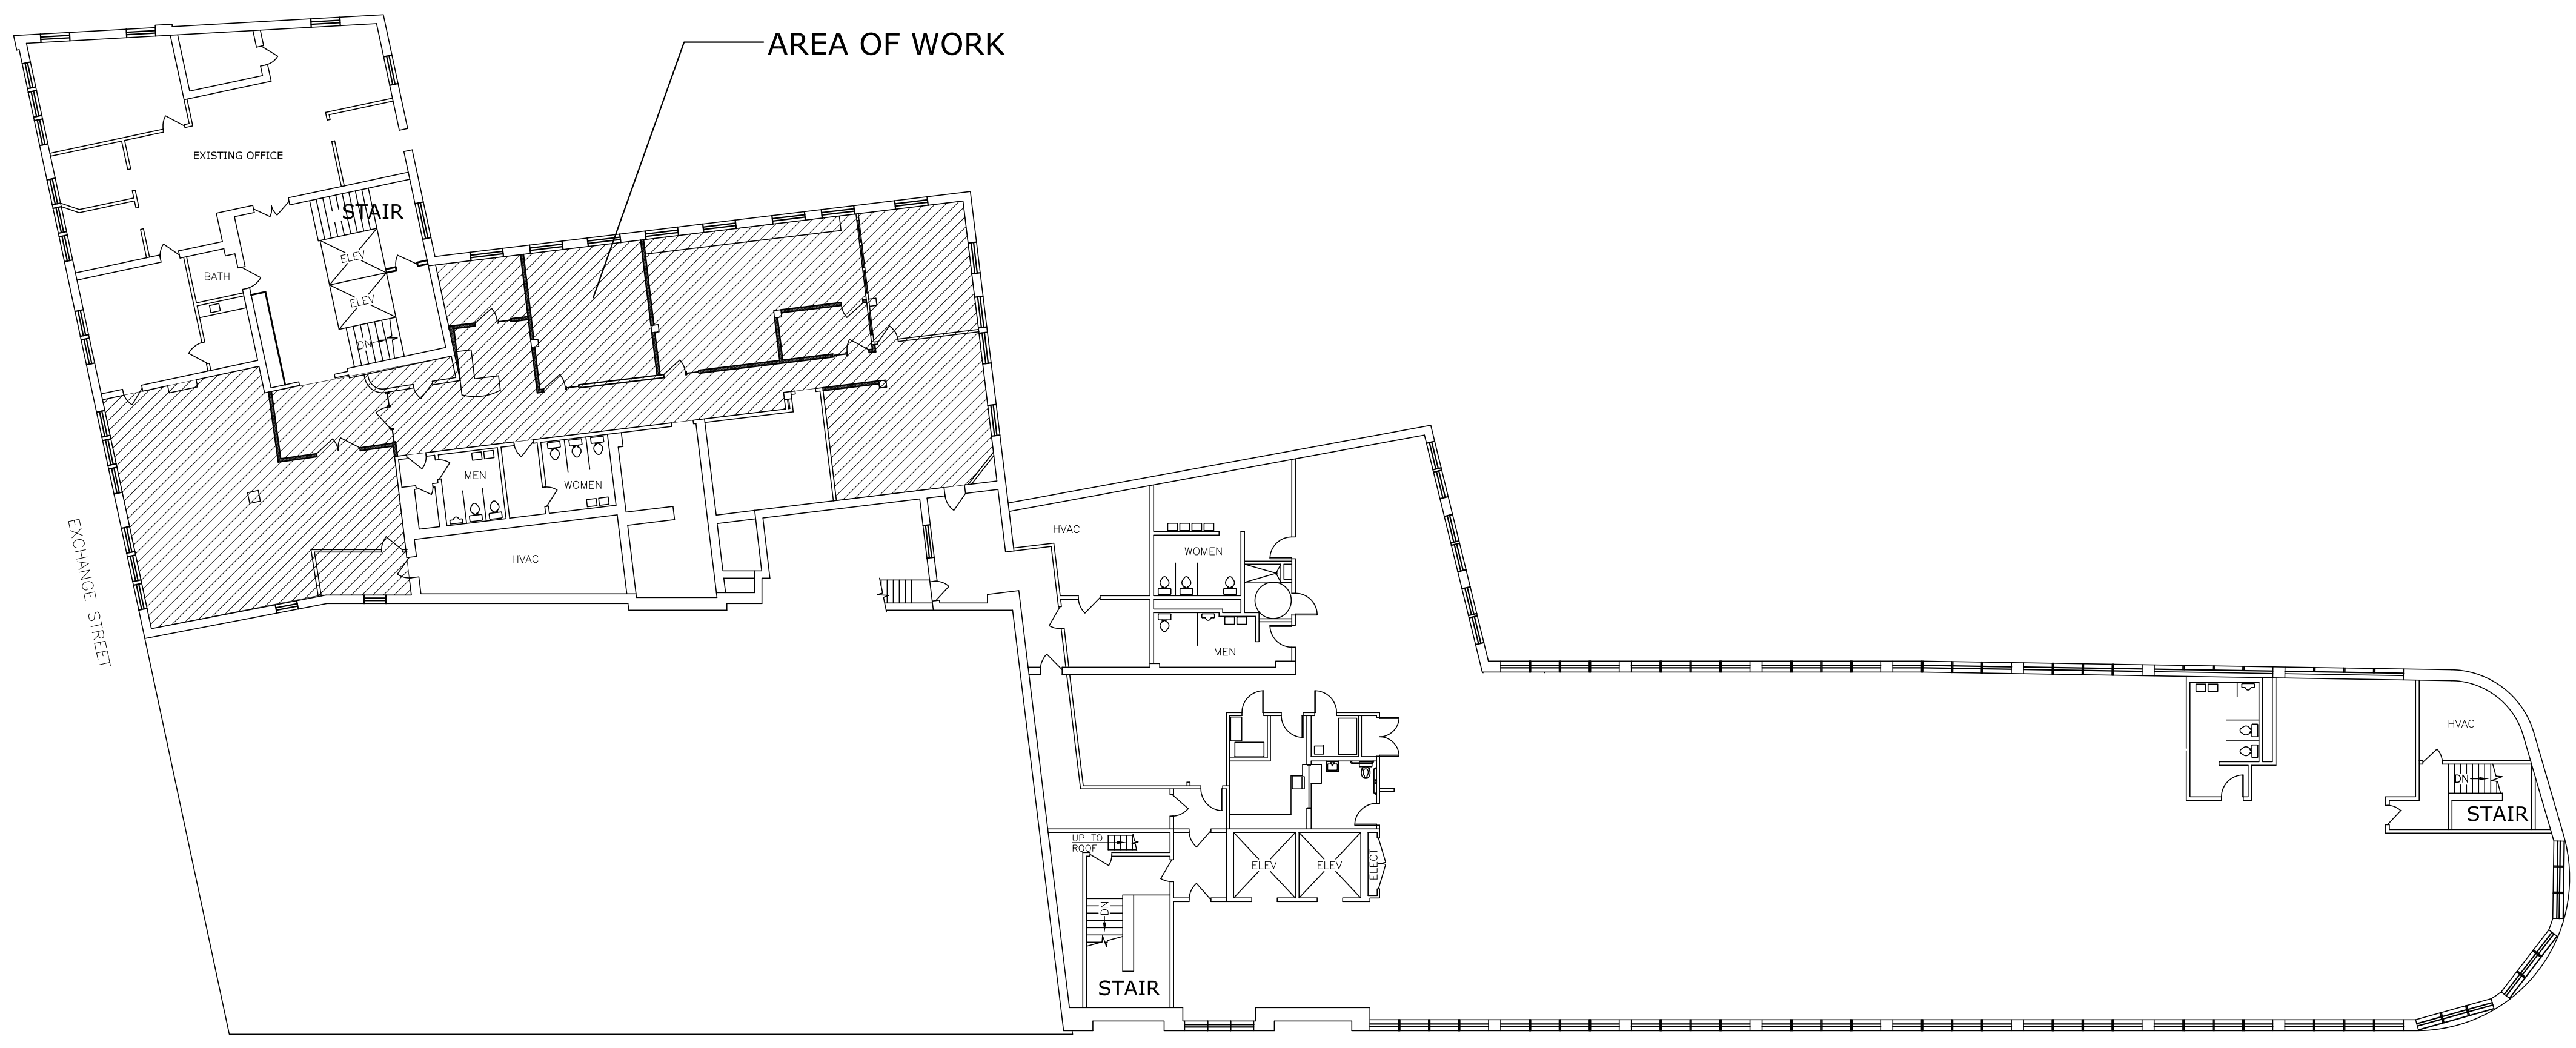 AREA OF WORK
EXISTING OFFICE
STAIR
ELEV
BATH
ELEV
DN
MEN
WOMEN
HVAC
EXCHANGE STREET
HVAC
WOMEN
MEN
HVAC
DN
STAIR
UP TO
ROOF
ELEV
ELEV
ELECT
DN
STAIR